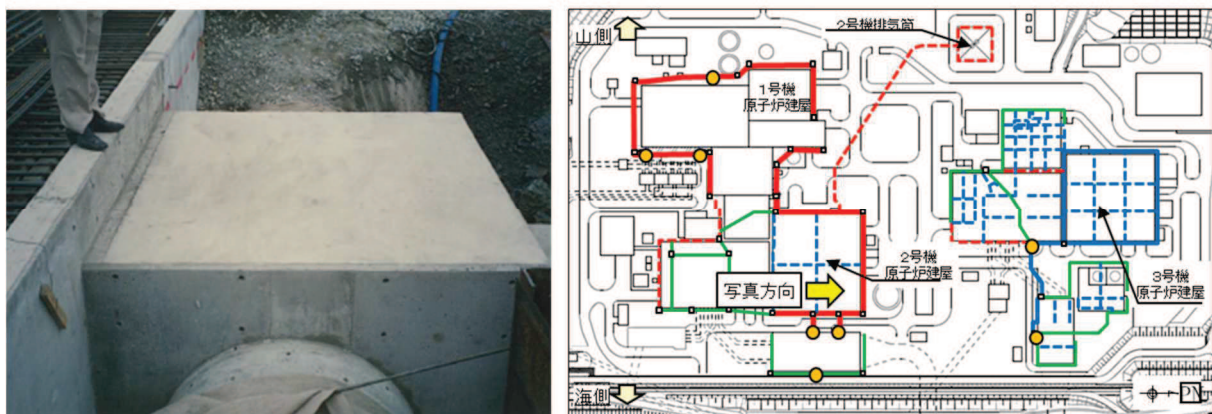 山側
2号機排気筒
1号機
原子炉建屋
2号機
原子炉建屋
写真方向
3号機
原子炉建屋
海側
PN